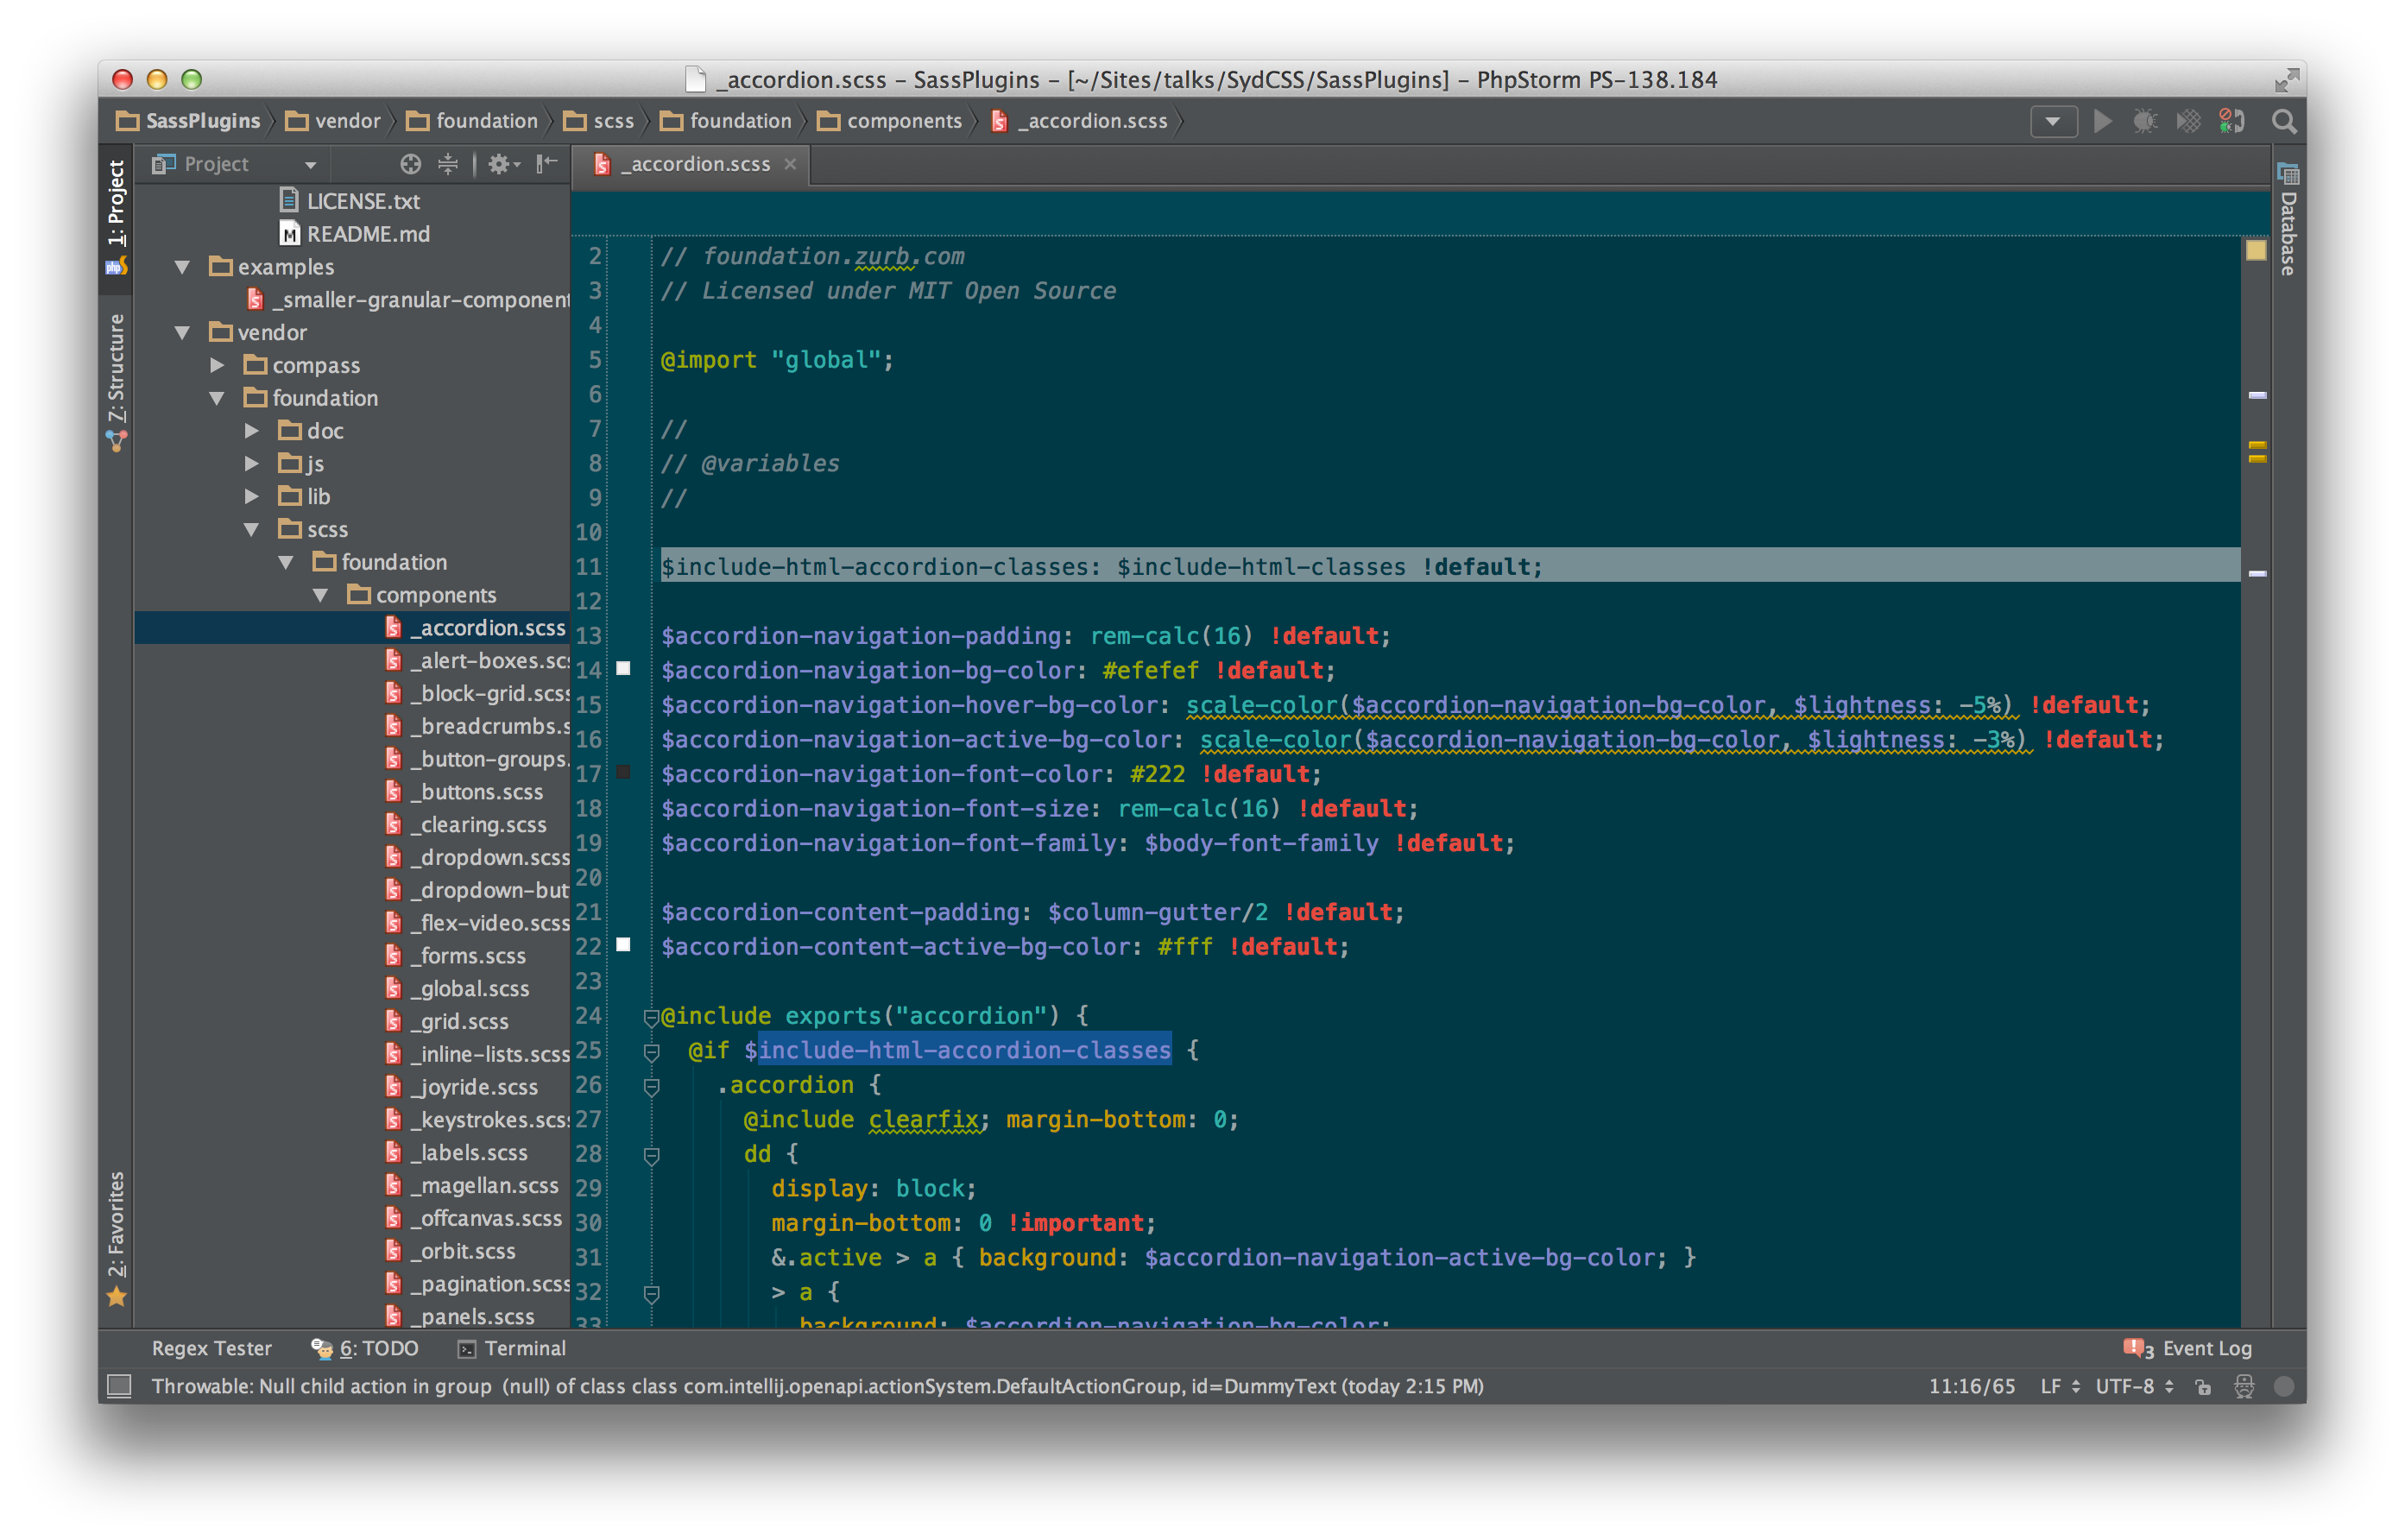 _accordion.scss – SassPlugins – [~/Sites/talks/SydCSS/SassPlugins] – PhpStorm PS-138.184
SassPlugins vendor foundation scss foundation components _accordion.scss
1: Project
7: Structure
2: Favorites
Project
LICENSE.txt
README.md
examples
_smaller-granular-component
vendor
compass
foundation
doc
js
lib
scss
foundation
components
_accordion.scss
_alert-boxes.scs
_block-grid.scss
_breadcrumbs.s
_button-groups.
_buttons.scss
_clearing.scss
_dropdown.scss
_dropdown-but
_flex-video.scss
_forms.scss
_global.scss
_grid.scss
_inline-lists.scss
_joyride.scss
_keystrokes.scss
_labels.scss
_magellan.scss
_offcanvas.scss
_orbit.scss
_pagination.scss
_panels.scss
_accordion.scss
2 // foundation.zurb.com
3 // Licensed under MIT Open Source
4
5 @import "global";
6
7 //
8 // @variables
9 //
10
11 $include-html-accordion-classes: $include-html-classes !default;
12
13 $accordion-navigation-padding: rem-calc(16) !default;
14 $accordion-navigation-bg-color: #efefef !default;
15 $accordion-navigation-hover-bg-color: scale-color($accordion-navigation-bg-color, $lightness: -5%) !default;
16 $accordion-navigation-active-bg-color: scale-color($accordion-navigation-bg-color, $lightness: -3%) !default;
17 $accordion-navigation-font-color: #222 !default;
18 $accordion-navigation-font-size: rem-calc(16) !default;
19 $accordion-navigation-font-family: $body-font-family !default;
20
21 $accordion-content-padding: $column-gutter/2 !default;
22 $accordion-content-active-bg-color: #fff !default;
23
24 @include exports("accordion") {
25 @if $include-html-accordion-classes {
26 .accordion {
27 @include clearfix; margin-bottom: 0;
28 dd {
29 display: block;
30 margin-bottom: 0 !important;
31 &.active > a { background: $accordion-navigation-active-bg-color; }
32 > a {
33 background: $accordion-navigation-bg-color;
Database
Regex Tester 6: TODO Terminal 3 Event Log
Throwable: Null child action in group (null) of class class com.intellij.openapi.actionSystem.DefaultActionGroup, id=DummyText (today 2:15 PM) 11:16/65 LF UTF-8